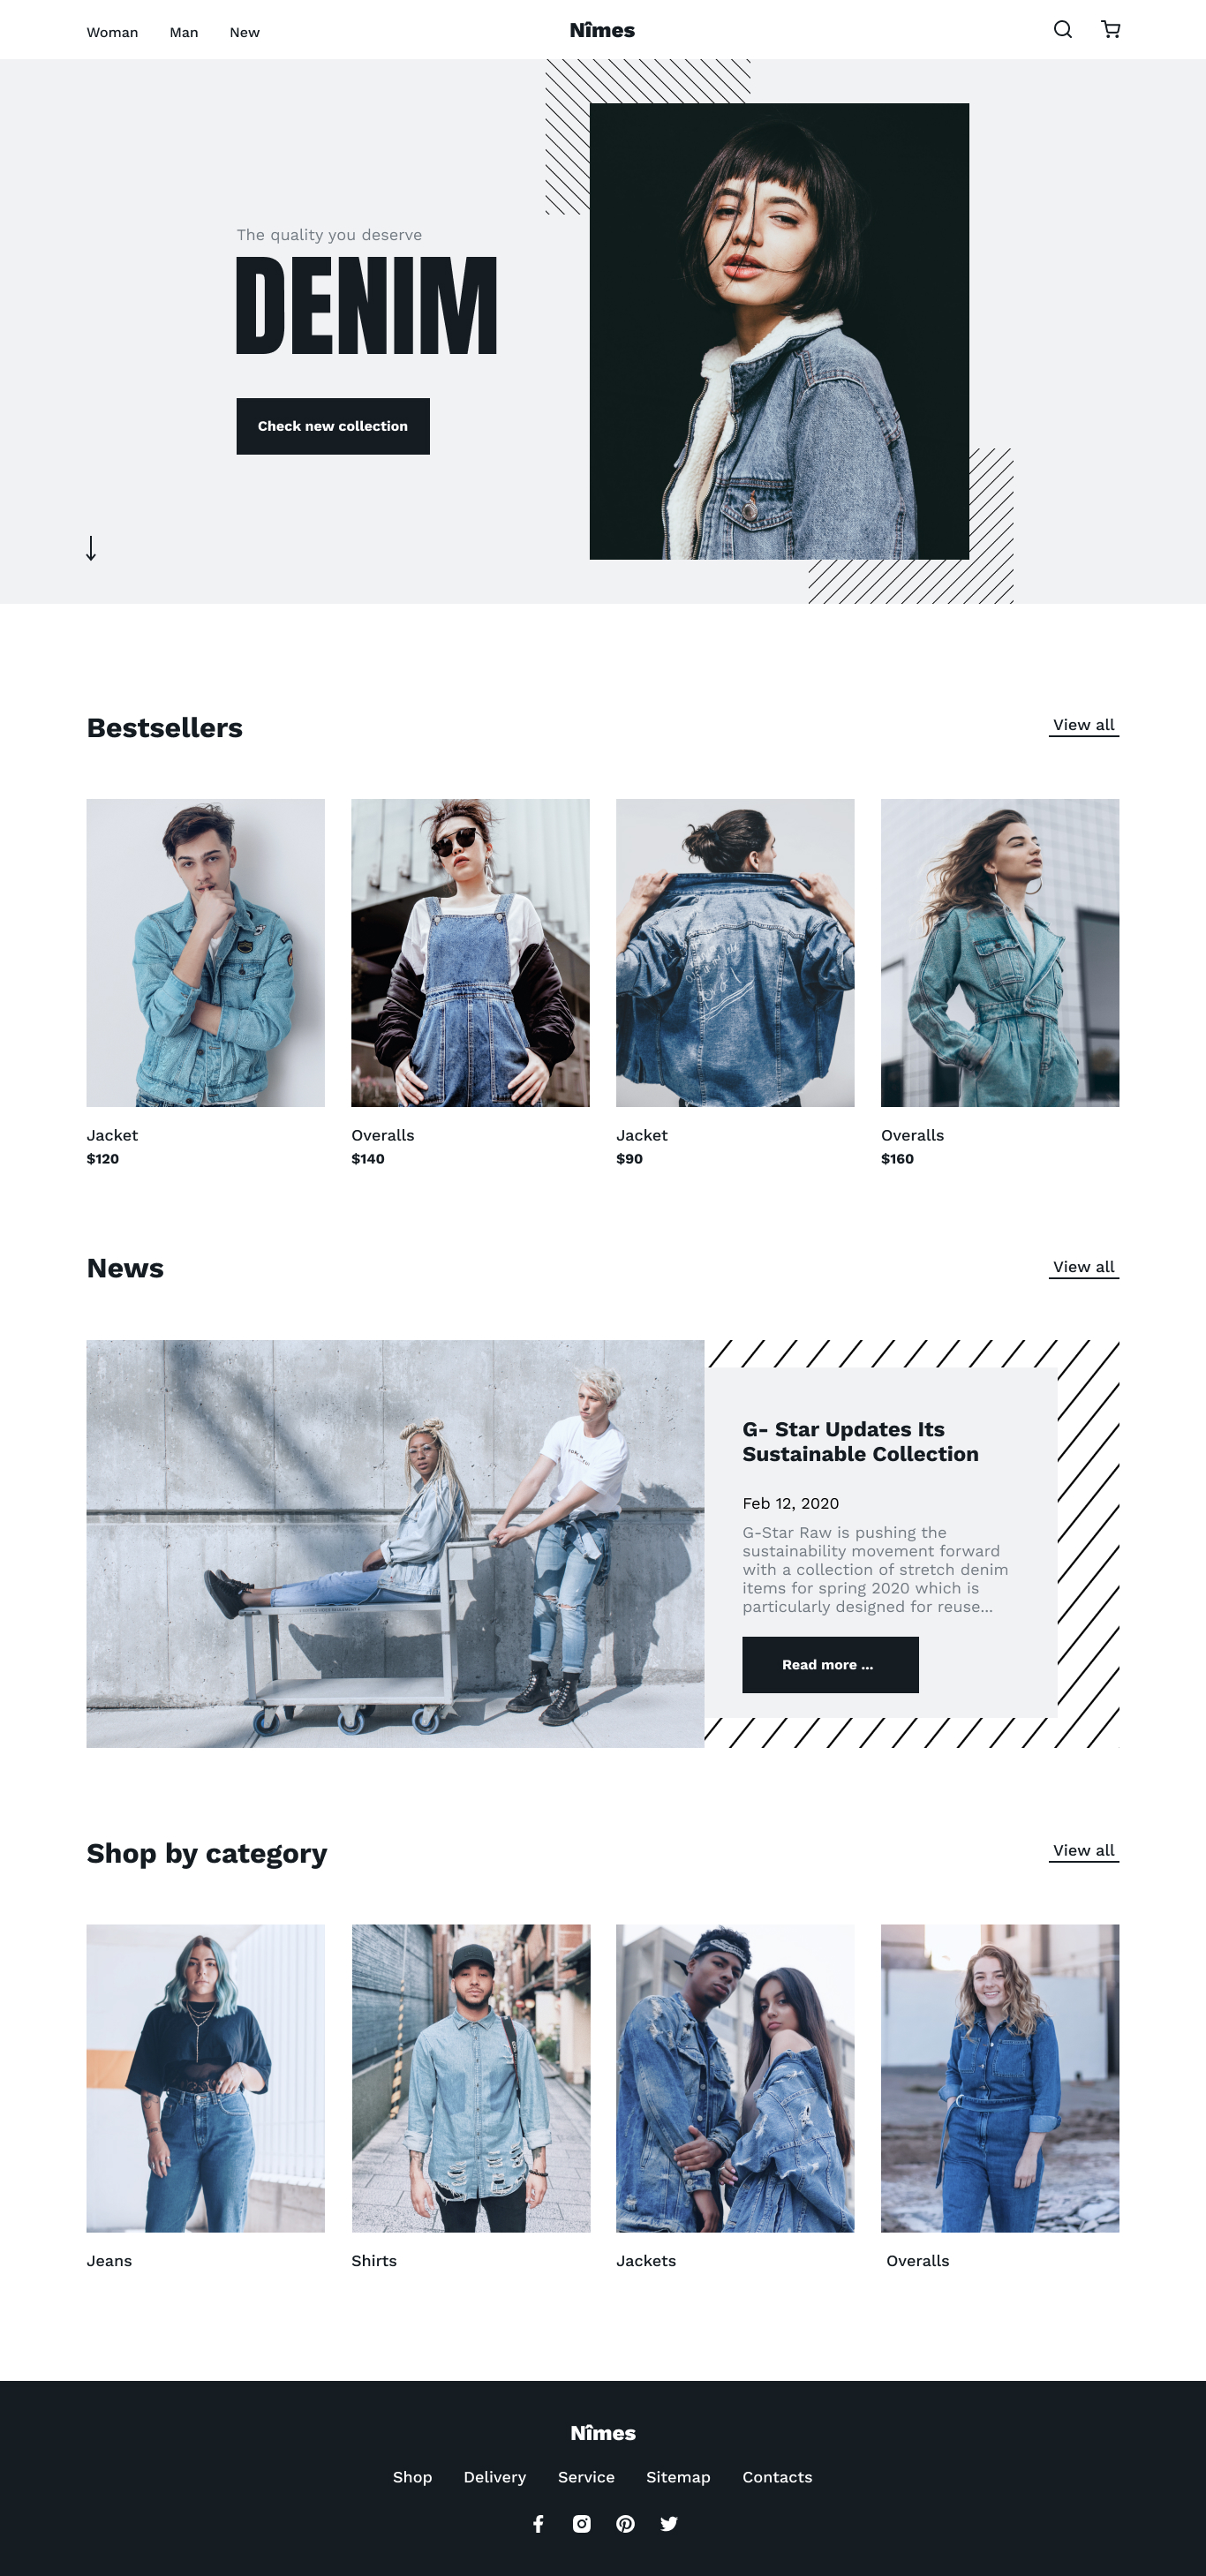 Woman Man New Nîmes
The quality you deserve
DENIM
Check new collection
Bestsellers View all
Jacket Overalls Jacket Overalls
$120 $140 $90 $160
News View all
G- Star Updates Its
Sustainable Collection
Feb 12, 2020
G-Star Raw is pushing the
sustainability movement forward
with a collection of stretch denim
items for spring 2020 which is
particularly designed for reuse...
Read more ...
Shop by category View all
Jeans Shirts Jackets Overalls
Nîmes
Shop Delivery Service Sitemap Contacts